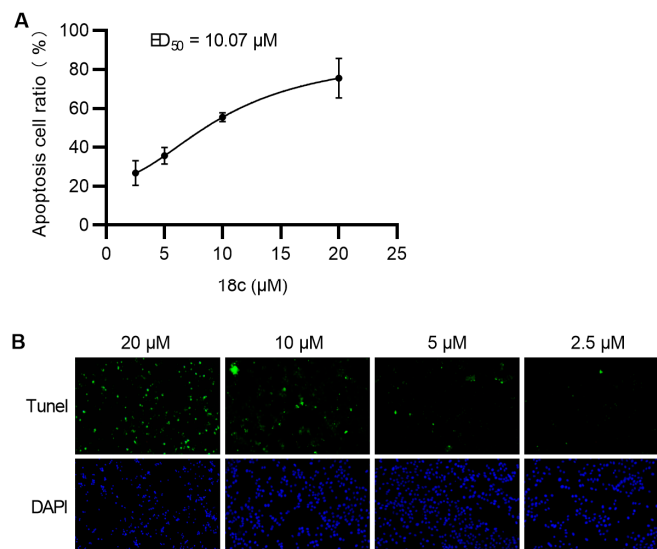 A
ED50 = 10.07 µM
Apoptosis cell ratio ( %)
100
80
60
40
20
0
0 5 10 15 20 25
18c (µM)
B
20 µM 10 µM 5 µM 2.5 µM
Tunel
DAPI